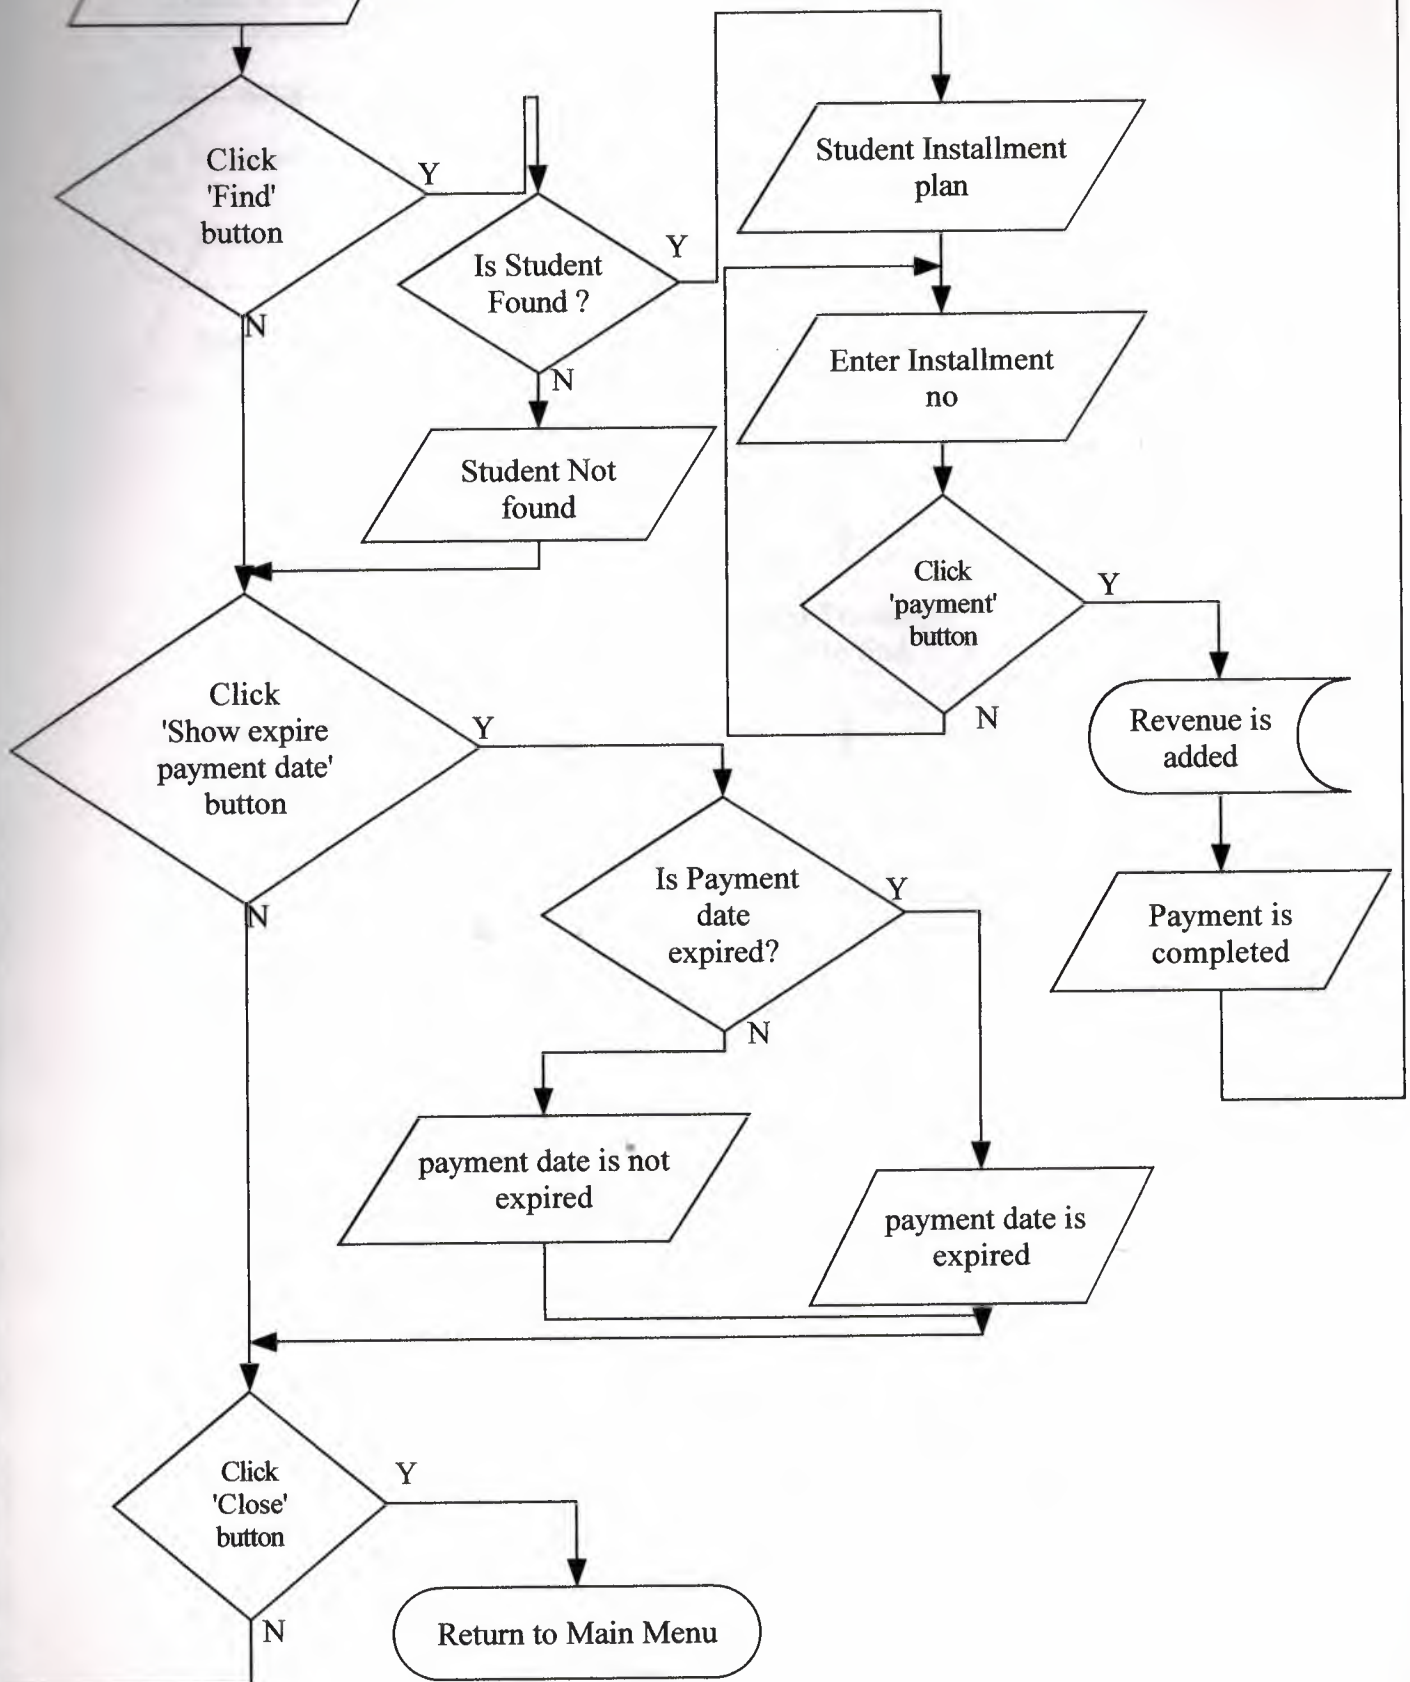 Click
'Find'
button
Y
N
Is Student
Found ?
Y
N
Student Not
found
Student Installment
plan
Enter Installment
no
Click
'payment'
button
Y
N
Revenue is
added
Payment is
completed
Click
'Show expire
payment date'
button
Y
N
Is Payment
date
expired?
Y
N
payment date is not
expired
payment date is
expired
Click
'Close'
button
Y
N
Return to Main Menu